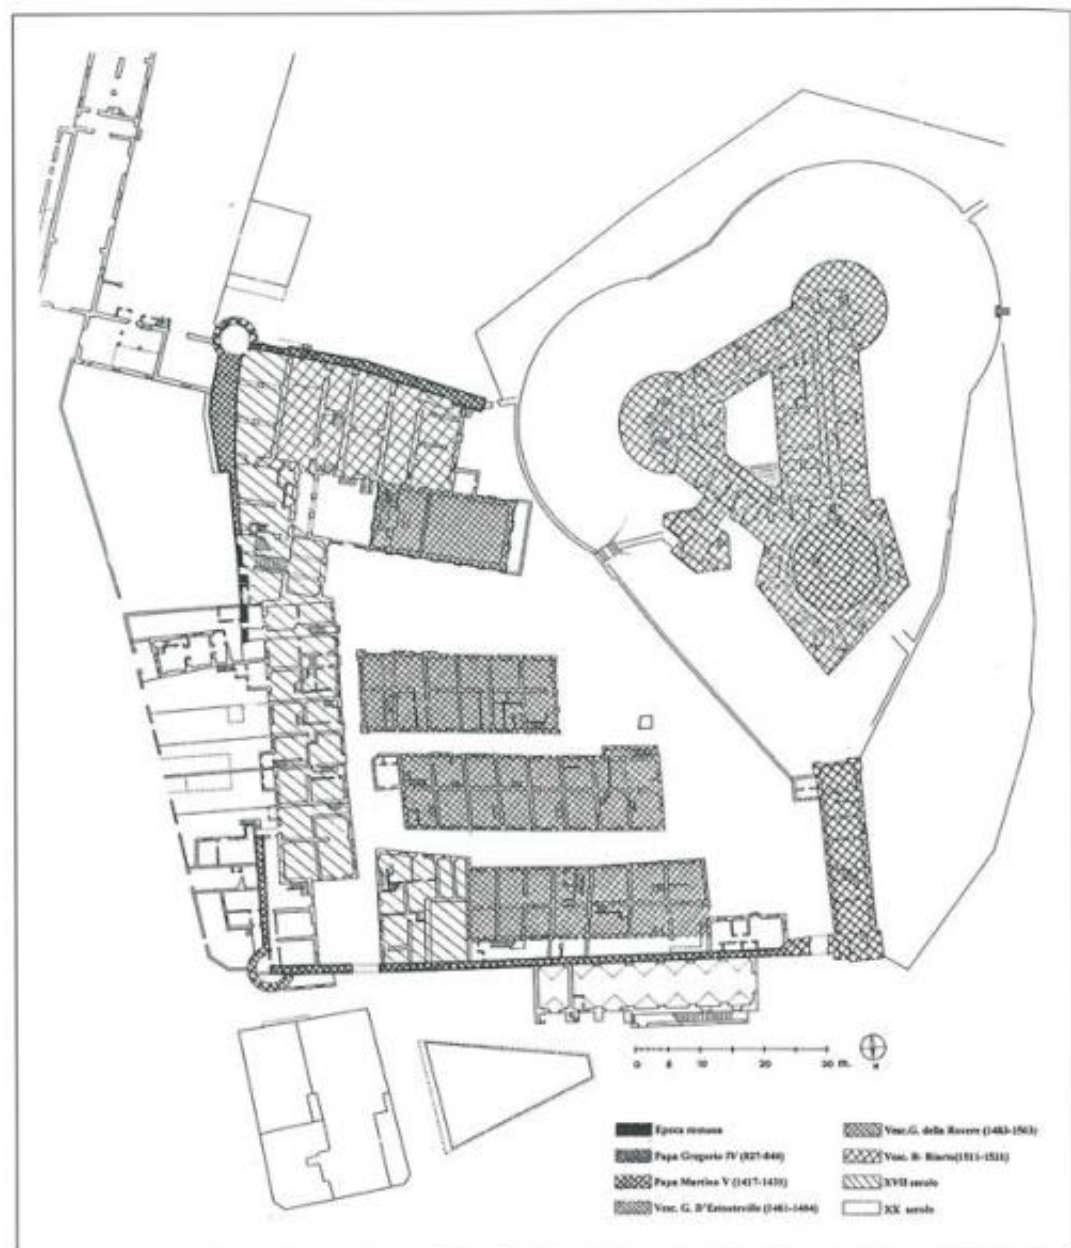 0 5 10 20 30 m.
N
Epoca romana
Papa Gregorio IV (827-844)
Papa Martino V (1417-1431)
Vesc. G. D'Estouteville (1461-1484)
Vesc.G. della Rovere (1483-1503)
Vesc. R- Riario(1511-1521)
XVII secolo
XX secolo